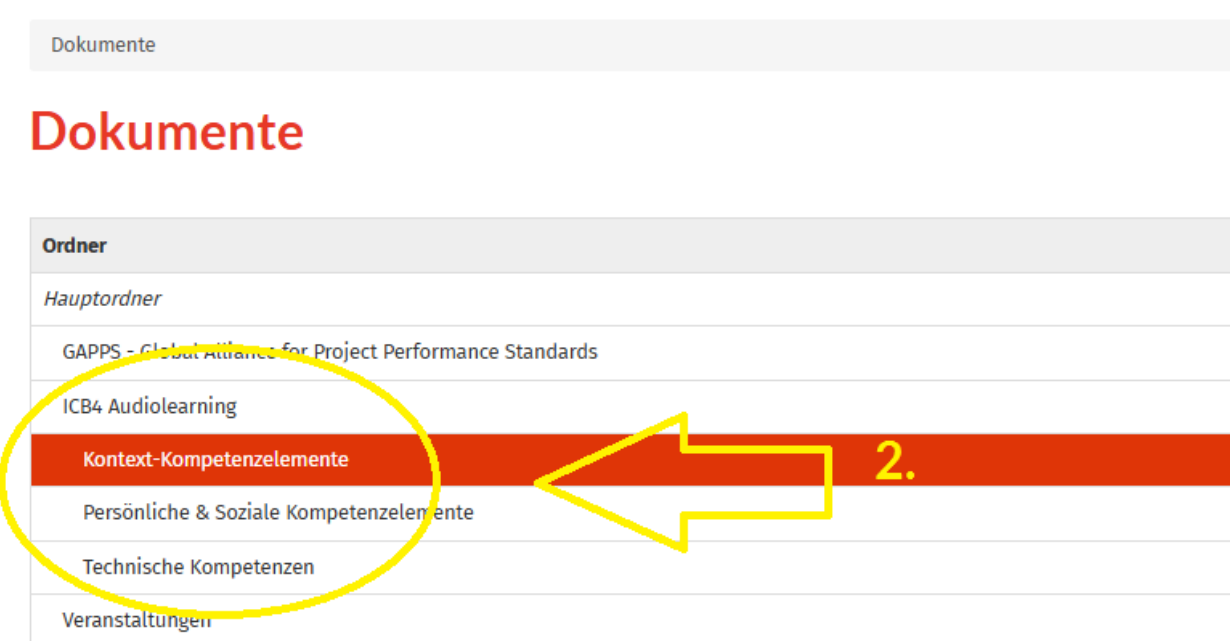 Dokumente
Dokumente
Ordner
Hauptordner
GAPPS - Global Alliance for Project Performance Standards
ICB4 Audiolearning
Kontext-Kompetenzelemente
2.
Persönliche & Soziale Kompetenzelemente
Technische Kompetenzen
Veranstaltungen